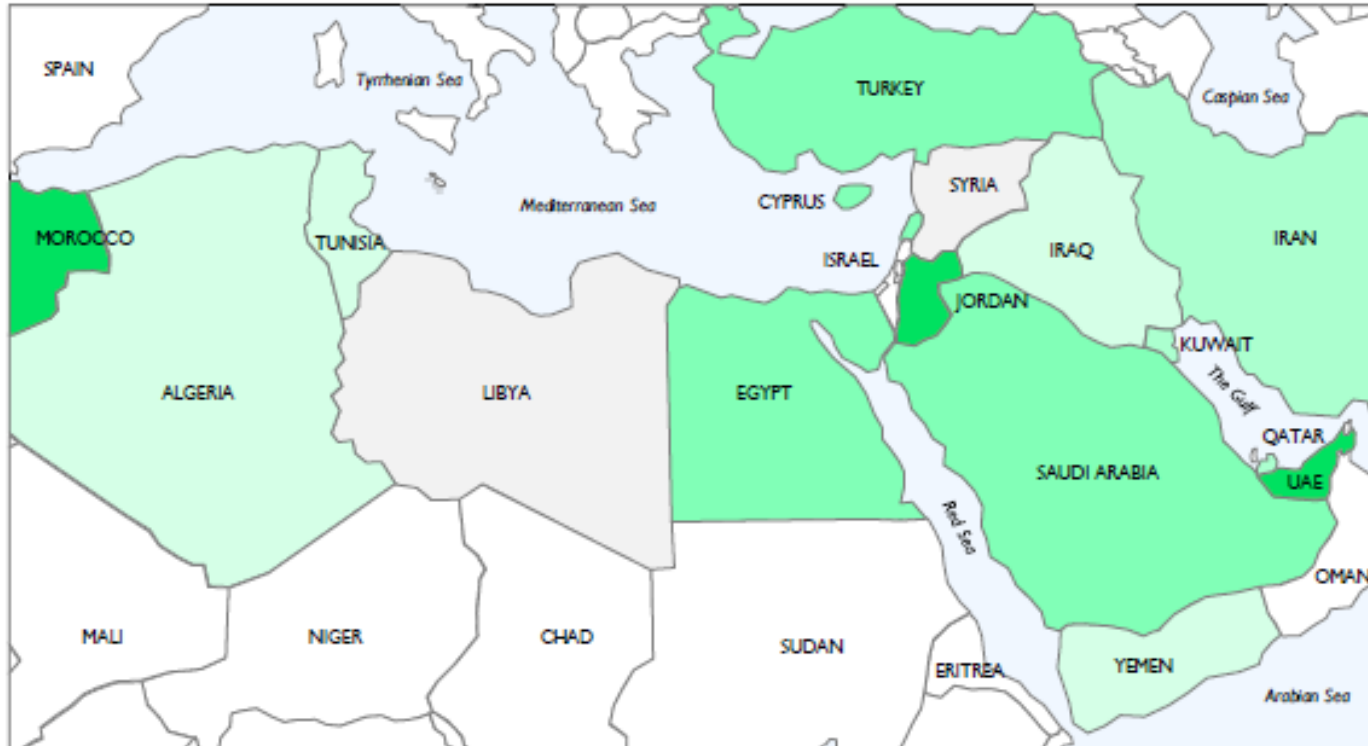 SPAIN
Tyrrhenian Sea
TURKEY
Caspian Sea
SYRIA
CYPRUS
Mediterranean Sea
MOROCCO
TUNISIA
IRAN
IRAQ
ISRAEL
JORDAN
KUWAIT
ALGERIA
LIBYA
EGYPT
The Gulf
QATAR
SAUDI ARABIA
UAE
Red Sea
OMAN
MALI
NIGER
CHAD
SUDAN
ERITREA
YEMEN
Arabian Sea